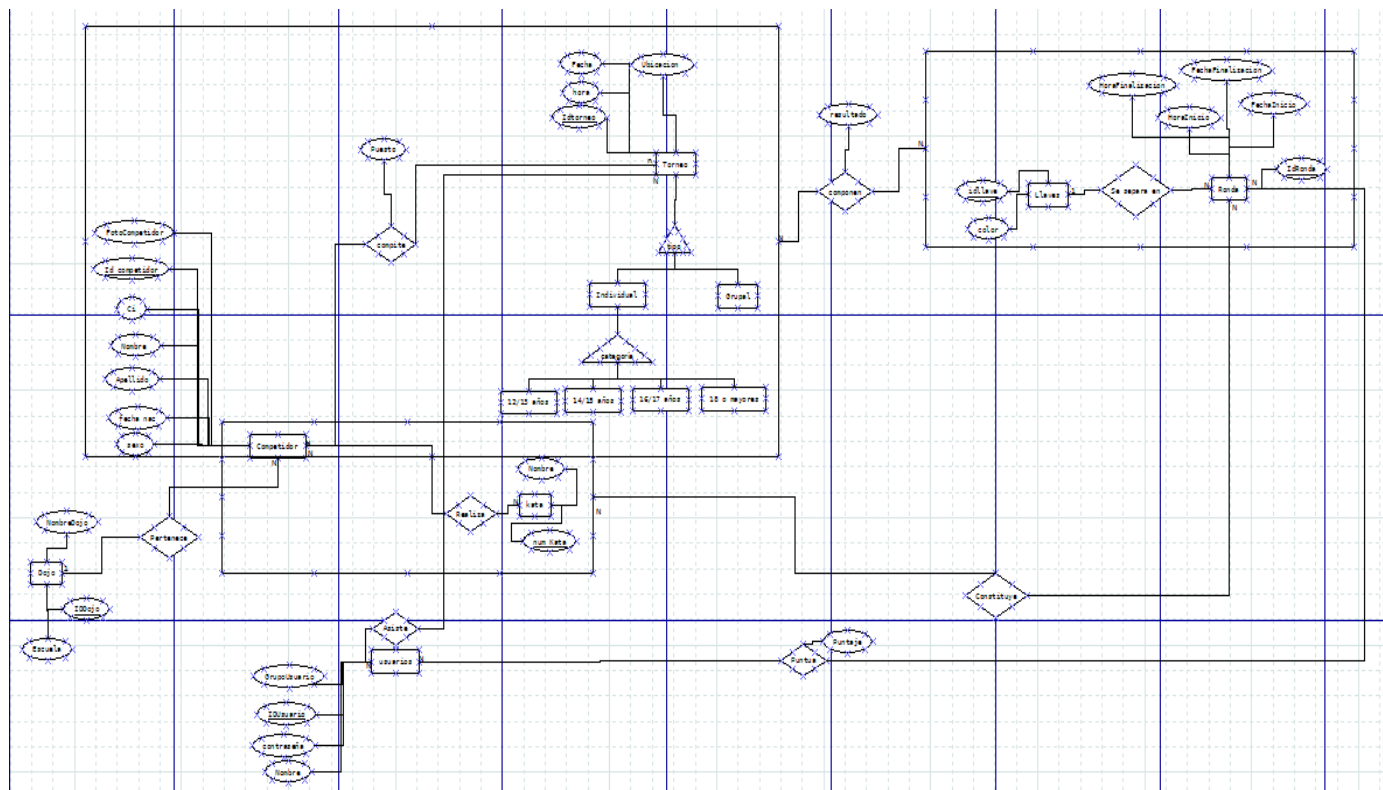 Fecha
Ubicacion
hora
Idtorneo
Torneo
n
N
Puesto
compite
tipo
Individual
Grupal
categoria
12/13 años
14/15 años
16/17 años
18 o mayores
FotoCompetidor
Id competidor
Ci
Nombre
Apellido
fecha nac
sexo
Competidor
N
N
Realiza
N
kata
Nombre
num Kata
N
Pertenece
NombreDojo
Dojo
1
IDDojo
Escuela
Asiste
usuarios
N
N
GrupoUsuario
IDUsuario
contraseña
Nombre
Puntua
Puntaje
Constituye
resultado
componen
N
N
HoraFinalizacion
FechaFinalizacion
HoraInicio
FechaInicio
IdRonda
idllave
color
Llaves
1
Se separa en
N
Ronda
N
N